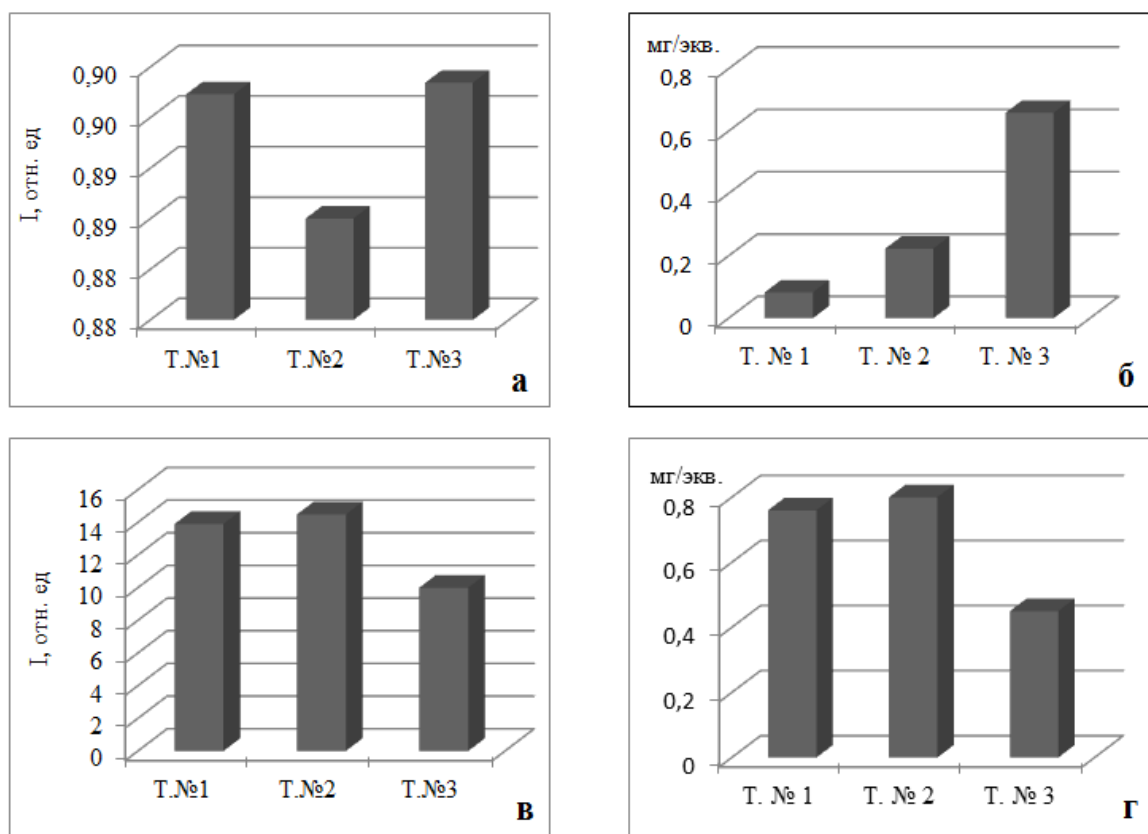 I, отн. ед
0,90
0,90
0,89
0,89
0,88
0,88
Т.№1 Т.№2 Т.№3
а
мг/экв.
0,8
0,6
0,4
0,2
0
Т. № 1 Т. № 2 Т. № 3
б
I, отн. ед
16
14
12
10
8
6
4
2
0
Т.№1 Т.№2 Т.№3
в
мг/экв.
0,8
0,6
0,4
0,2
0
Т. № 1 Т. № 2 Т. № 3
г